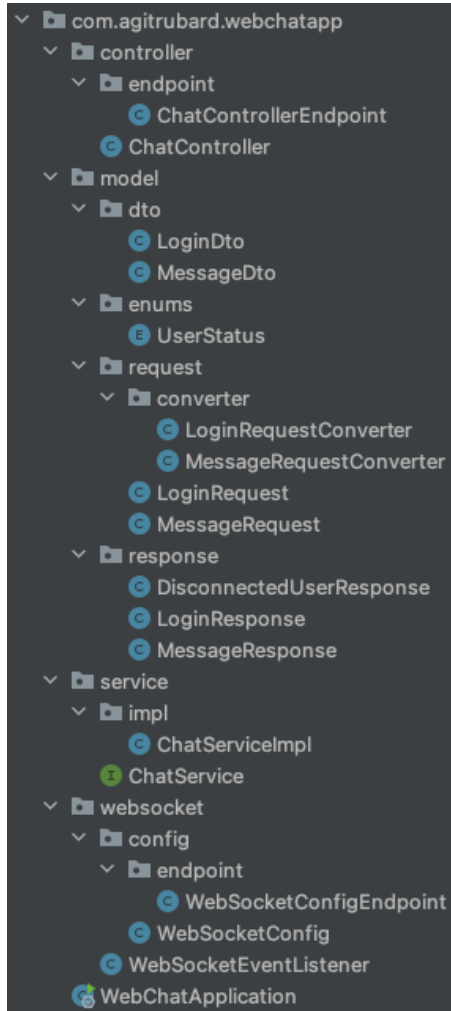 com.agitrubard.webchatapp
controller
endpoint
C ChatControllerEndpoint
C ChatController
model
dto
C LoginDto
C MessageDto
enums
E UserStatus
request
converter
C LoginRequestConverter
C MessageRequestConverter
C LoginRequest
C MessageRequest
response
C DisconnectedUserResponse
C LoginResponse
C MessageResponse
service
impl
C ChatServiceImpl
I ChatService
websocket
config
endpoint
C WebSocketConfigEndpoint
C WebSocketConfig
C WebSocketEventListener
WebChatApplication